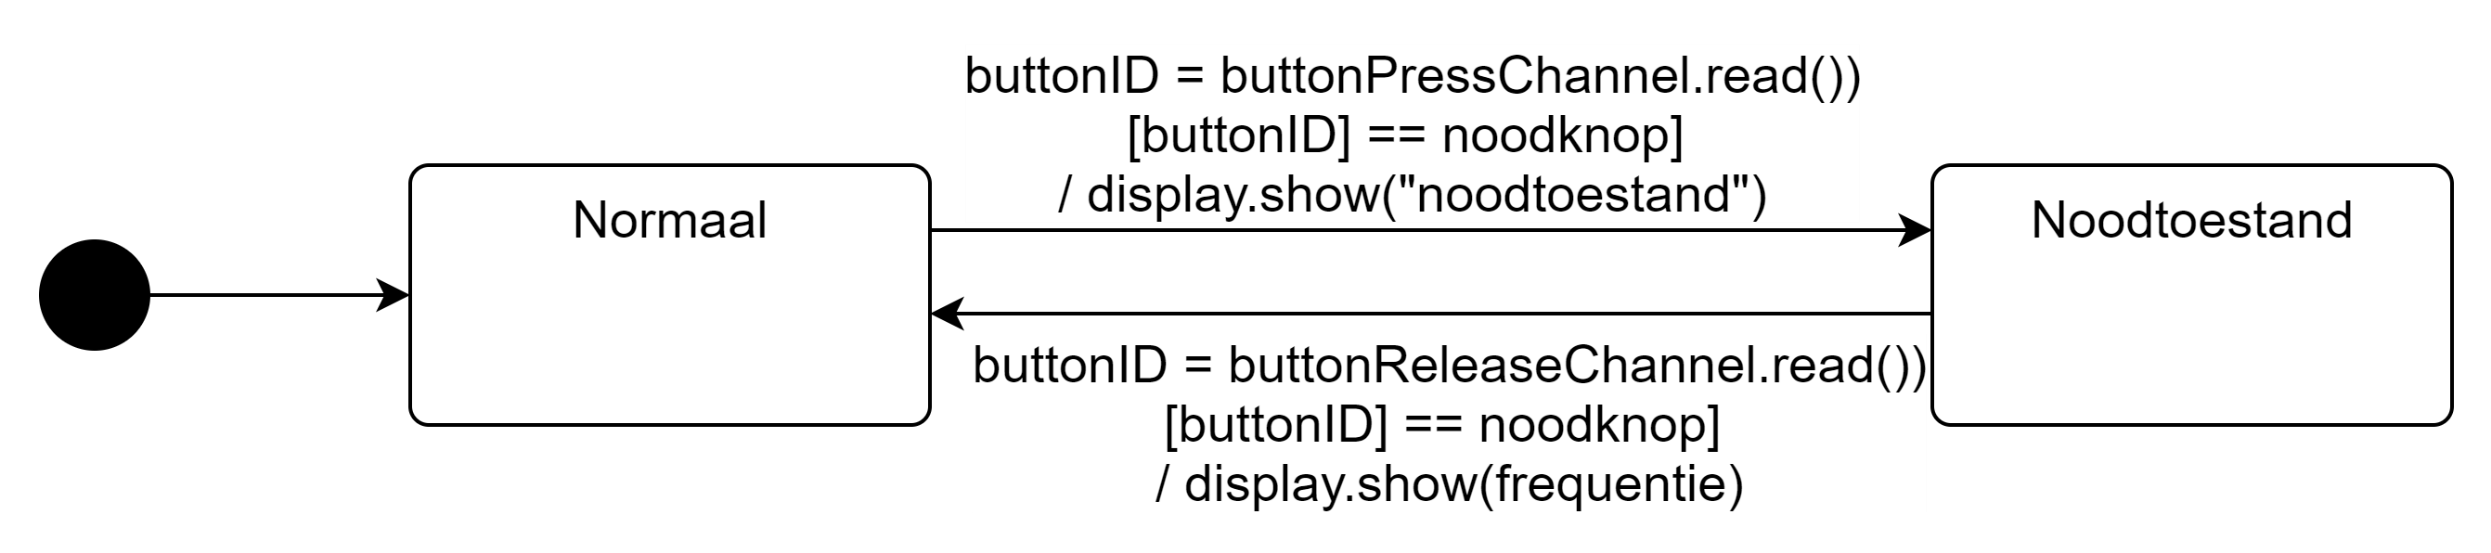 buttonID = buttonPressChannel.read())
[buttonID] == noodknop]
/ display.show("noodtoestand")
Normaal
Noodtoestand
buttonID = buttonReleaseChannel.read())
[buttonID] == noodknop]
/ display.show(frequentie)